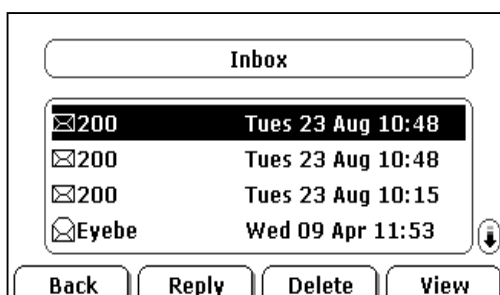 Inbox
200 Tues 23 Aug 10:48
200 Tues 23 Aug 10:48
200 Tues 23 Aug 10:15
Eyebe Wed 09 Apr 11:53
Back Reply Delete View